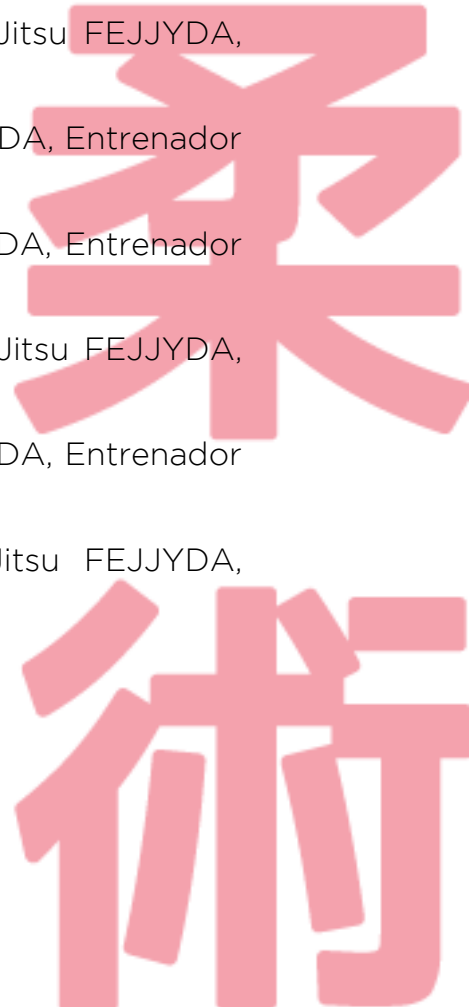 Jitsu FEJJYDA,
DA, Entrenador
DA, Entrenador
Jitsu FEJJYDA,
DA, Entrenador
Jitsu FEJJYDA,
柔
術